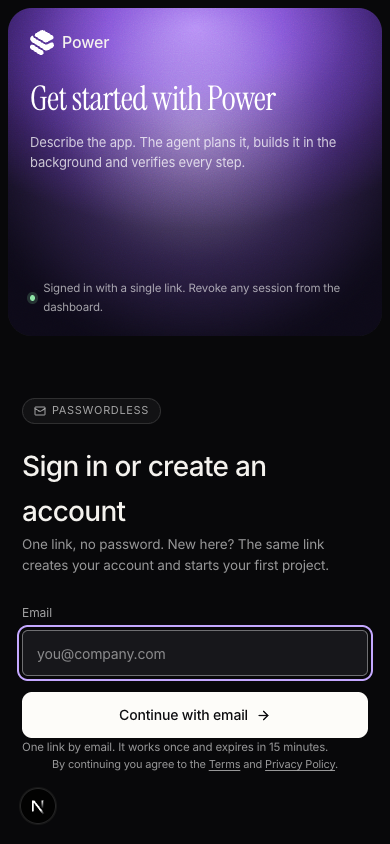 Power
Get started with Power
Describe the app. The agent plans it, builds it in the
background and verifies every step.
Signed in with a single link. Revoke any session from the
dashboard.
PASSWORDLESS
Sign in or create an
account
One link, no password. New here? The same link
creates your account and starts your first project.
Email
you@company.com
Continue with email →
One link by email. It works once and expires in 15 minutes.
By continuing you agree to the Terms and Privacy Policy.
N